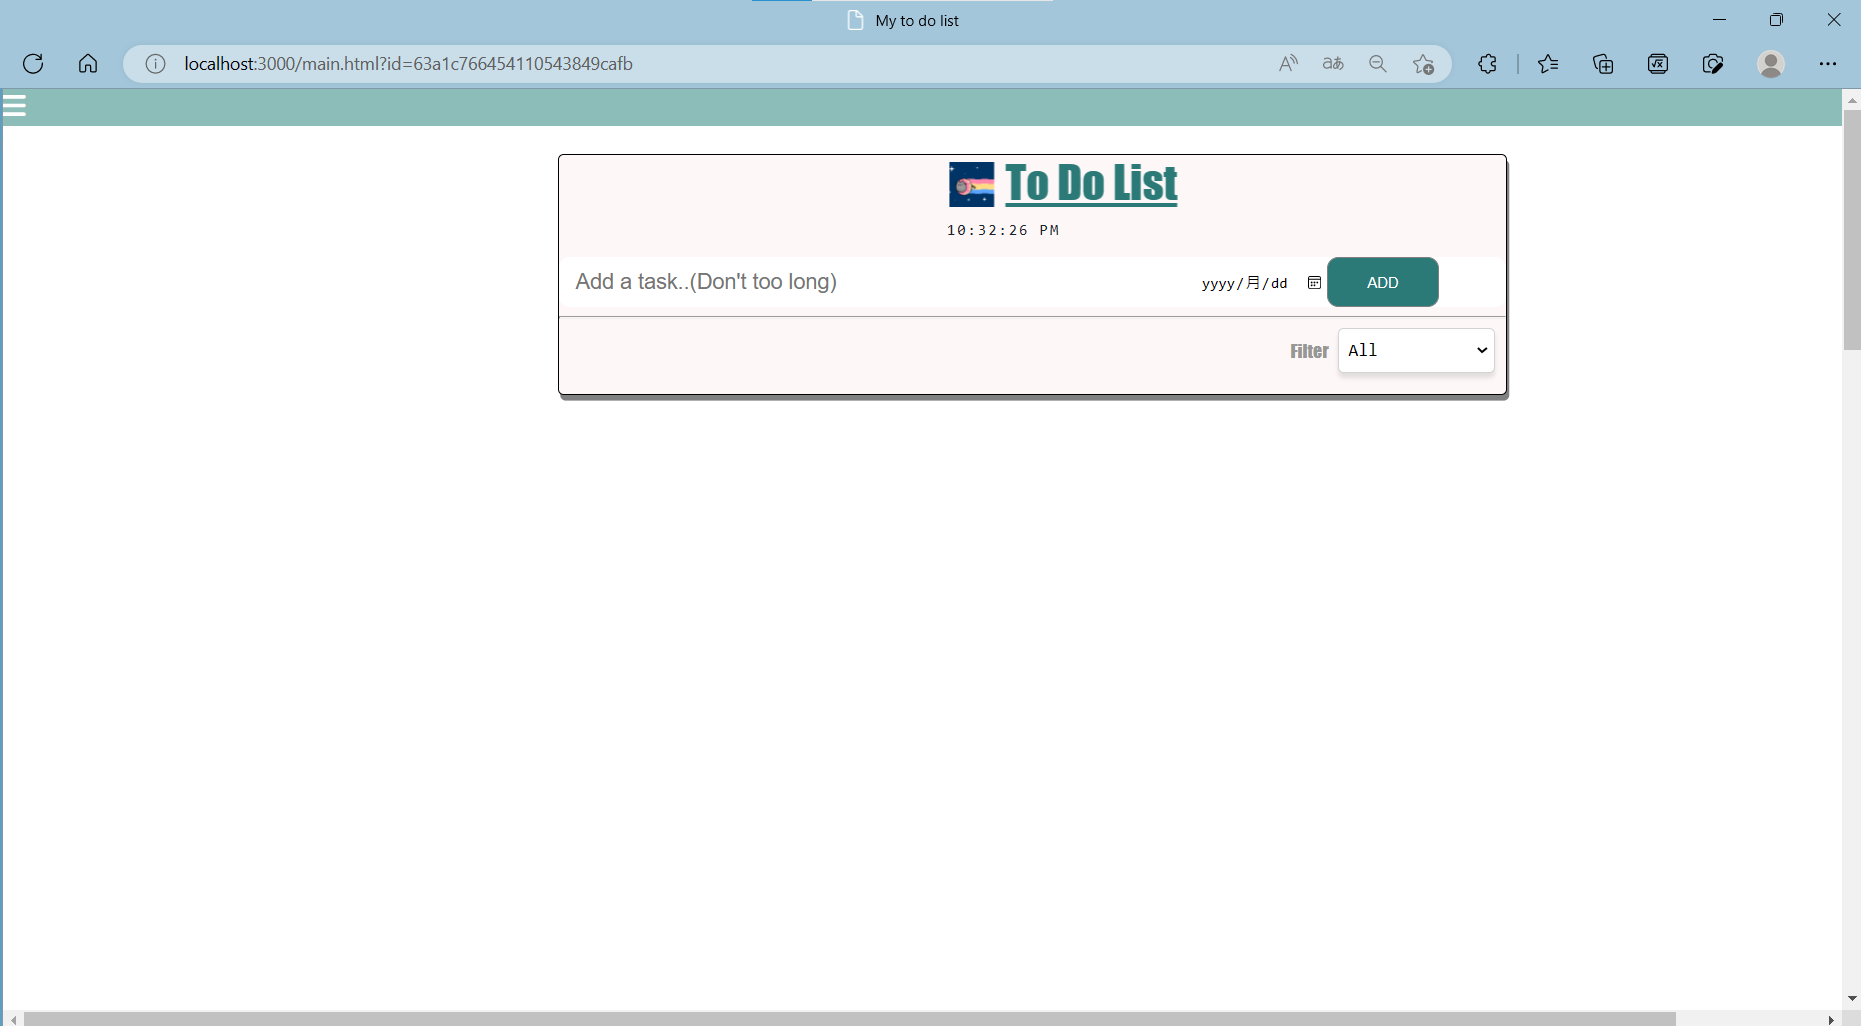 My to do list
localhost:3000/main.html?id=63a1c766454110543849cafb
To Do List
10:32:26 PM
Add a task..(Don't too long)
yyyy/月/dd
ADD
Filter
All